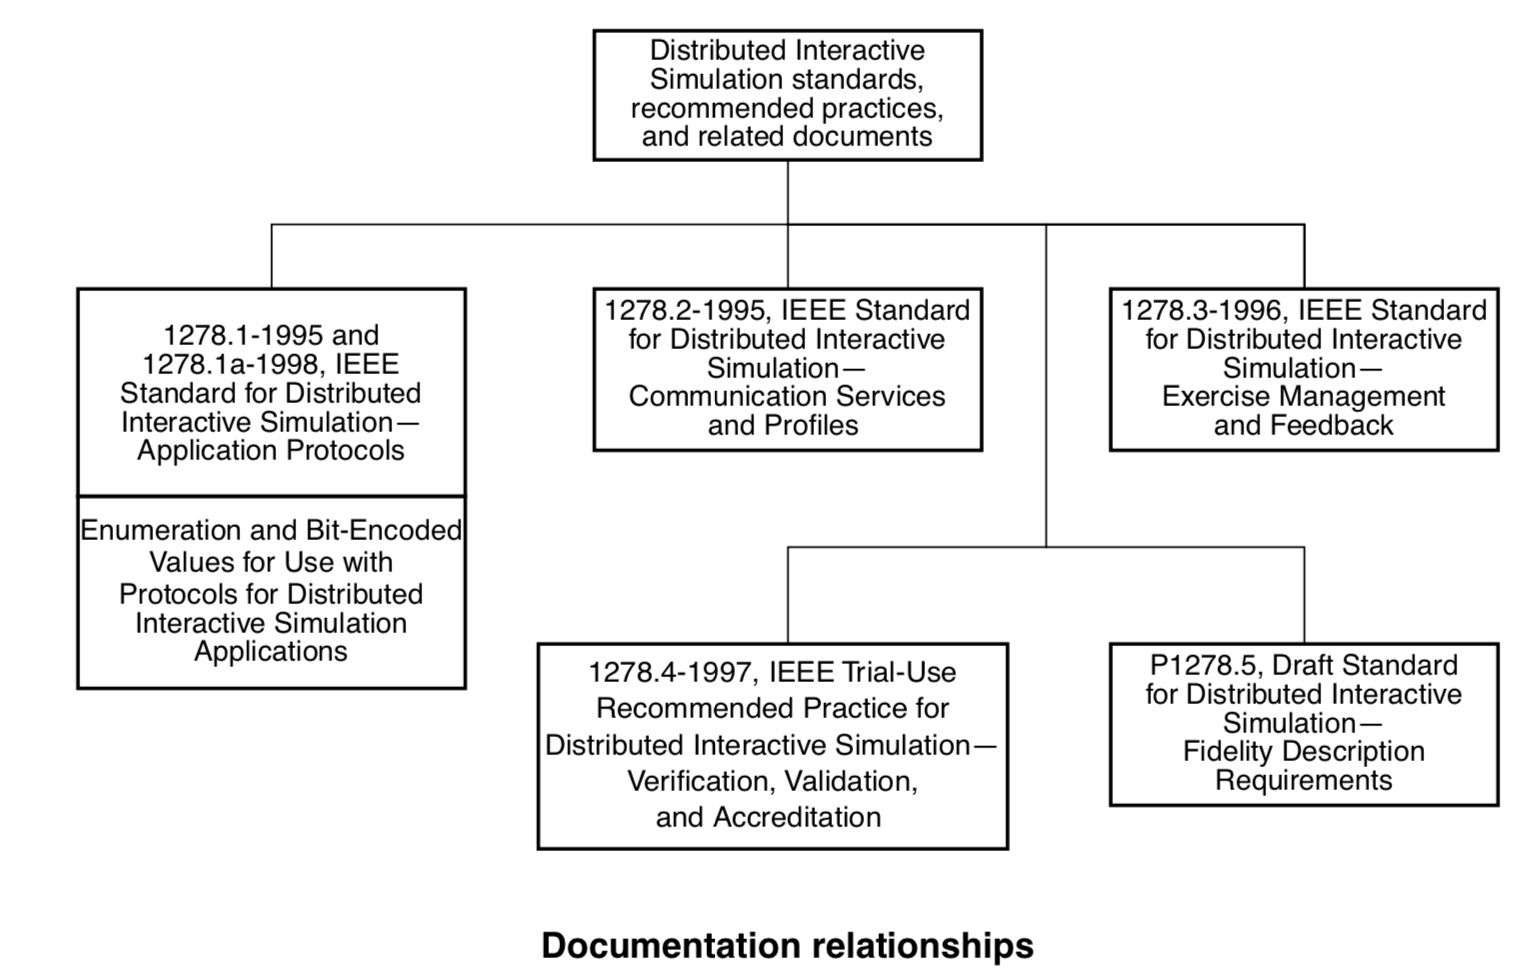 Distributed Interactive
Simulation standards,
recommended practices,
and related documents
1278.1-1995 and
1278.1a-1998, IEEE
Standard for Distributed
Interactive Simulation—
Application Protocols
Enumeration and Bit-Encoded
Values for Use with
Protocols for Distributed
Interactive Simulation
Applications
1278.2-1995, IEEE Standard
for Distributed Interactive
Simulation—
Communication Services
and Profiles
1278.3-1996, IEEE Standard
for Distributed Interactive
Simulation—
Exercise Management
and Feedback
1278.4-1997, IEEE Trial-Use
Recommended Practice for
Distributed Interactive Simulation—
Verification, Validation,
and Accreditation
P1278.5, Draft Standard
for Distributed Interactive
Simulation—
Fidelity Description
Requirements
Documentation relationships